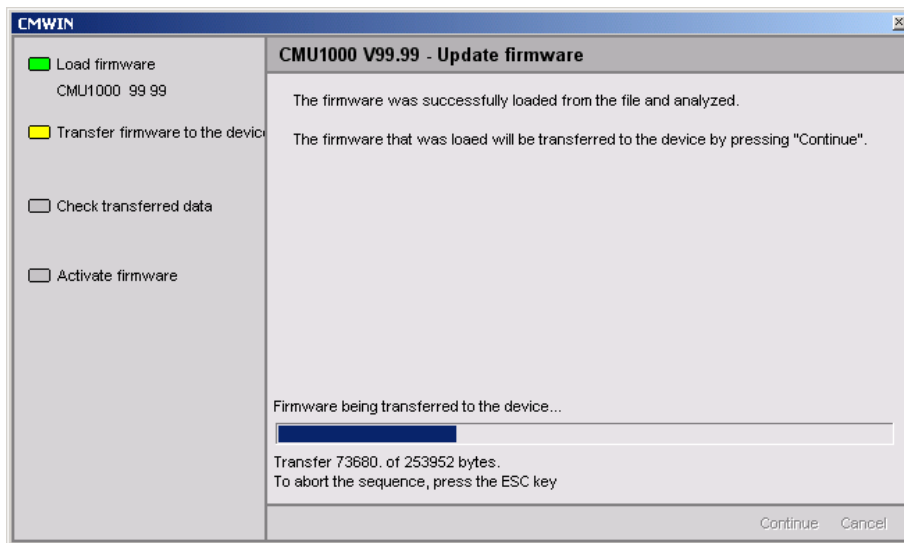 CMWIN
Load firmware
CMU1000 99 99
Transfer firmware to the devic
Check transferred data
Activate firmware
CMU1000 V99.99 - Update firmware
The firmware was successfully loaded from the file and analyzed.
The firmware that was loaed will be transferred to the device by pressing "Continue".
Firmware being transferred to the device...
Transfer 73680. of 253952 bytes.
To abort the sequence, press the ESC key
Continue Cancel